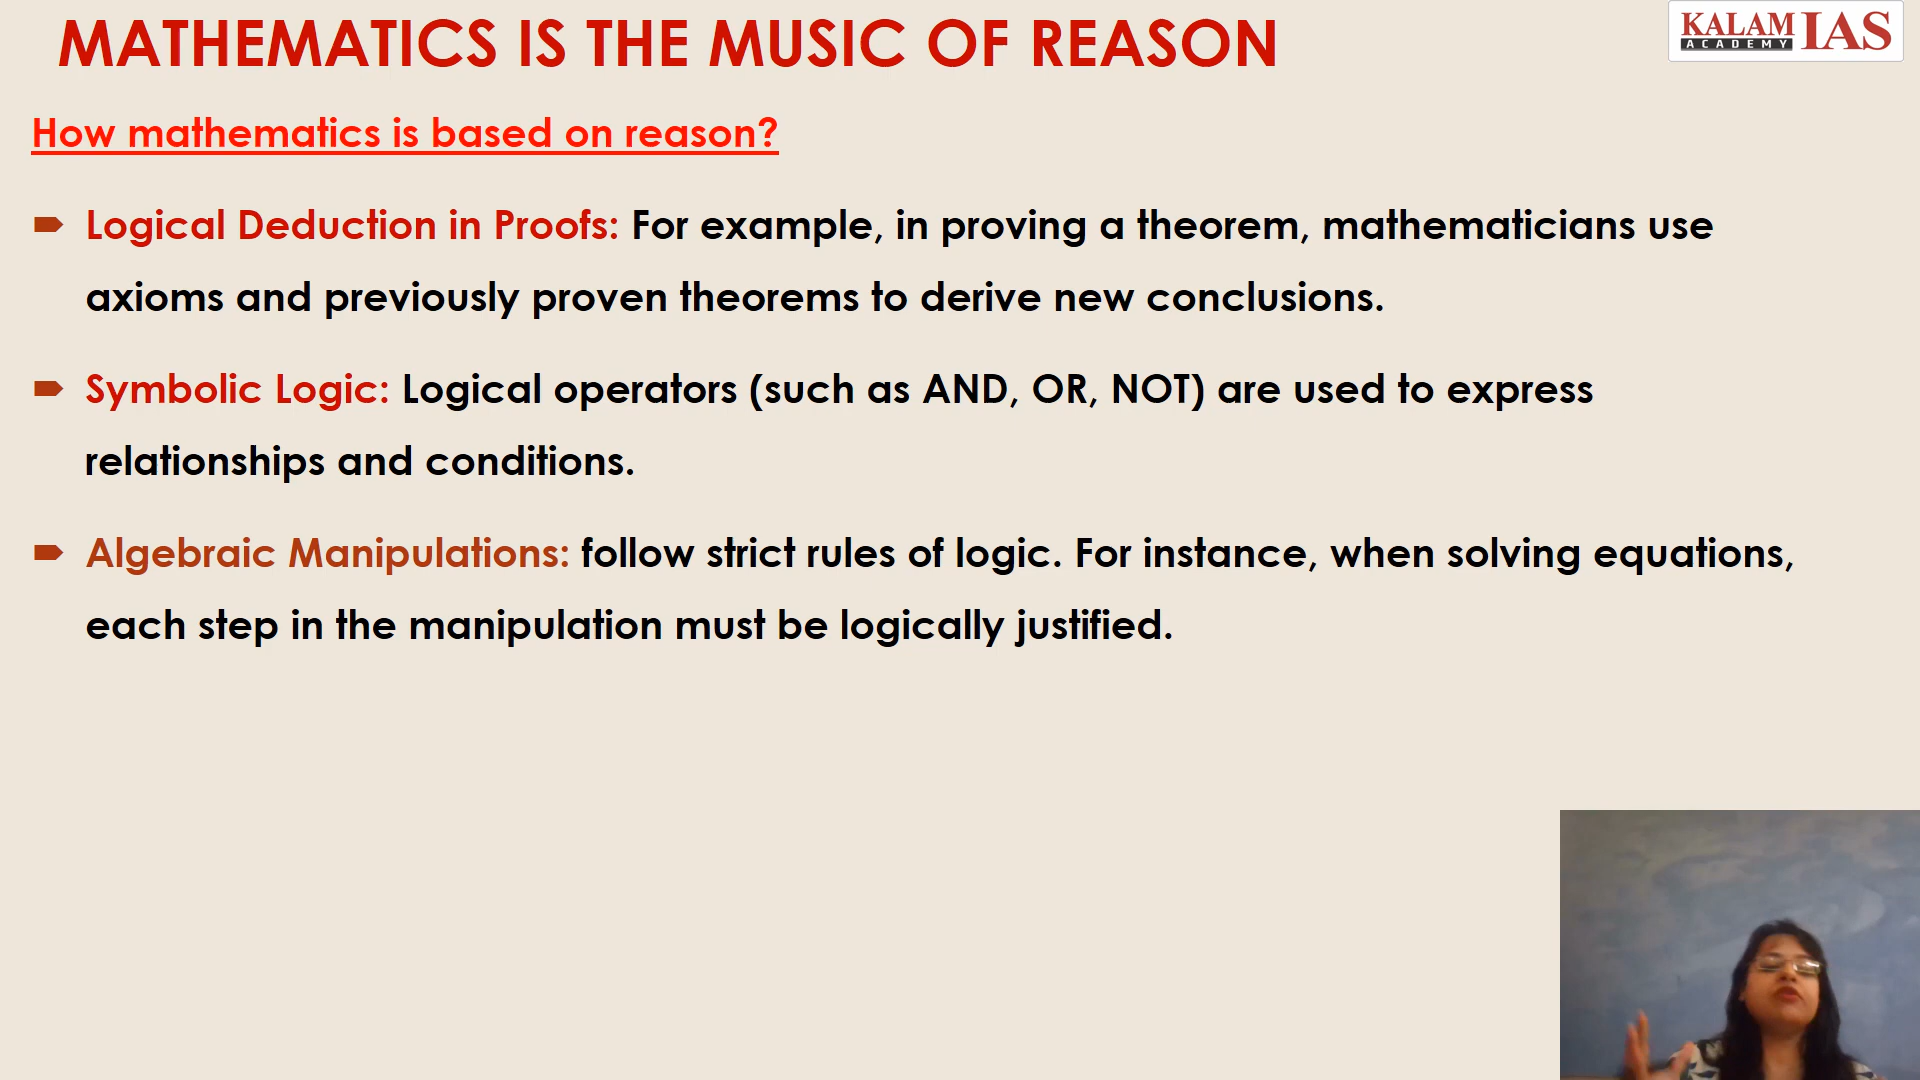 MATHEMATICS IS THE MUSIC OF REASON
KALAM IAS
ACADEMY
How mathematics is based on reason?
Logical Deduction in Proofs: For example, in proving a theorem, mathematicians use
axioms and previously proven theorems to derive new conclusions.
Symbolic Logic: Logical operators (such as AND, OR, NOT) are used to express
relationships and conditions.
Algebraic Manipulations: follow strict rules of logic. For instance, when solving equations,
each step in the manipulation must be logically justified.